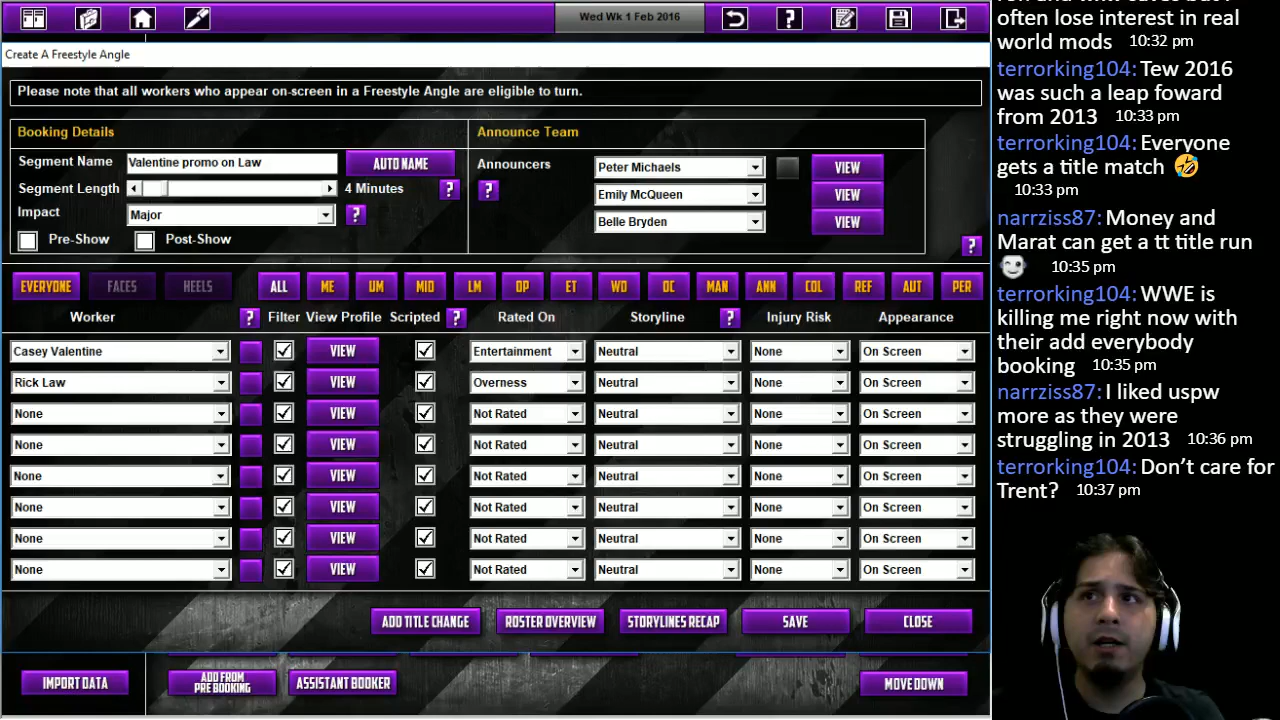 Wed Wk 1 Feb 2016
Create A Freestyle Angle
Please note that all workers who appear on-screen in a Freestyle Angle are eligible to turn.
Booking Details
Segment Name Valentine promo on Law AUTO NAME
Segment Length 4 Minutes ?
Impact Major ?
Pre-Show Post-Show
Announce Team
Announcers Peter Michaels VIEW
? Emily McQueen VIEW
Belle Bryden VIEW
?
EVERYONE FACES HEELS ALL ME UM MID LM OP ET WO OC MAN ANN COL REF AUT PER
Worker ? Filter View Profile Scripted ? Rated On Storyline ? Injury Risk Appearance
Casey Valentine VIEW Entertainment Neutral None On Screen
Rick Law VIEW Overness Neutral None On Screen
None VIEW Not Rated Neutral None On Screen
None VIEW Not Rated Neutral None On Screen
None VIEW Not Rated Neutral None On Screen
None VIEW Not Rated Neutral None On Screen
None VIEW Not Rated Neutral None On Screen
None VIEW Not Rated Neutral None On Screen
ADD TITLE CHANGE ROSTER OVERVIEW STORYLINES RECAP SAVE CLOSE
IMPORT DATA ADD FROM PRE BOOKING ASSISTANT BOOKER MOVE DOWN
often lose interest in real
world mods 10:32 pm
terrorking104: Tew 2016
was such a leap foward
from 2013 10:33 pm
terrorking104: Everyone
gets a title match 🤣
10:33 pm
narrziss87: Money and
Marat can get a tt title run
10:35 pm
terrorking104: WWE is
killing me right now with
their add everybody
booking 10:35 pm
narrziss87: I liked uspw
more as they were
struggling in 2013 10:36 pm
terrorking104: Don't care for
Trent? 10:37 pm